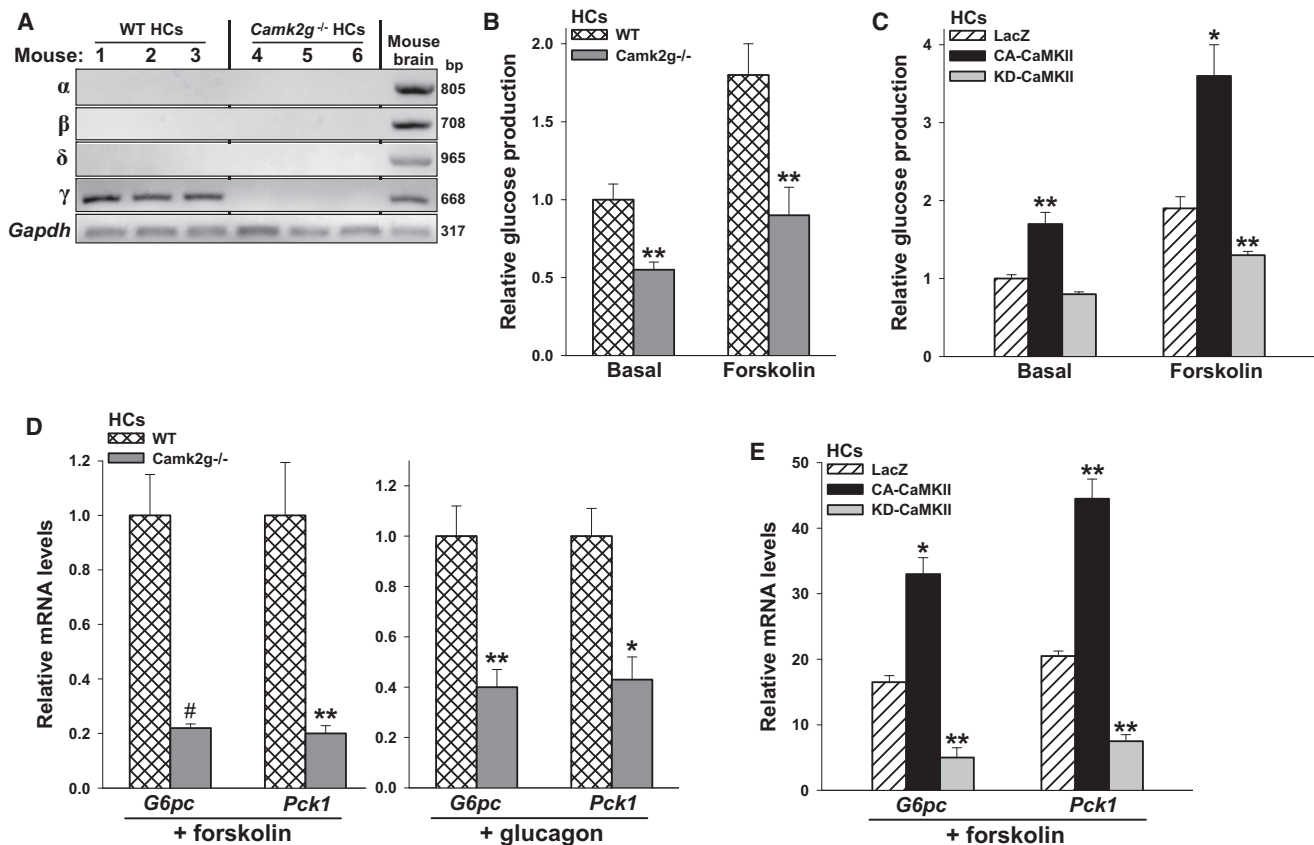 A
WT HCs Camk2g -/- HCs Mouse brain
Mouse: 1 2 3 4 5 6 bp
α 805
β 708
δ 965
γ 668
Gapdh 317
B
HCs
WT
Camk2g-/-
Relative glucose production
2.0
1.5
1.0
0.5
0.0
**
**
Basal Forskolin
C
HCs
LacZ
CA-CaMKII
KD-CaMKII
Relative glucose production
4
3
2
1
0
**
*
**
Basal Forskolin
D
HCs
WT
Camk2g-/-
Relative mRNA levels
1.2
1.0
0.8
0.6
0.4
0.2
0.0
#
**
G6pc Pck1
+ forskolin
1.2
1.0
0.8
0.6
0.4
0.2
0.0
**
*
G6pc Pck1
+ glucagon
E
HCs
LacZ
CA-CaMKII
KD-CaMKII
Relative mRNA levels
50
40
30
20
10
0
*
**
**
**
G6pc Pck1
+ forskolin